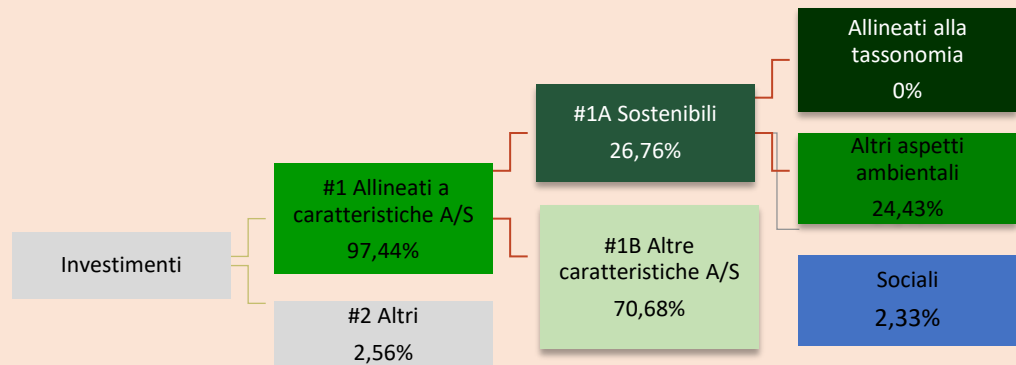 Investimenti
#1 Allineati a
caratteristiche A/S
97,44%
#2 Altri
2,56%
#1A Sostenibili
26,76%
#1B Altre
caratteristiche A/S
70,68%
Allineati alla
tassonomia
0%
Altri aspetti
ambientali
24,43%
Sociali
2,33%